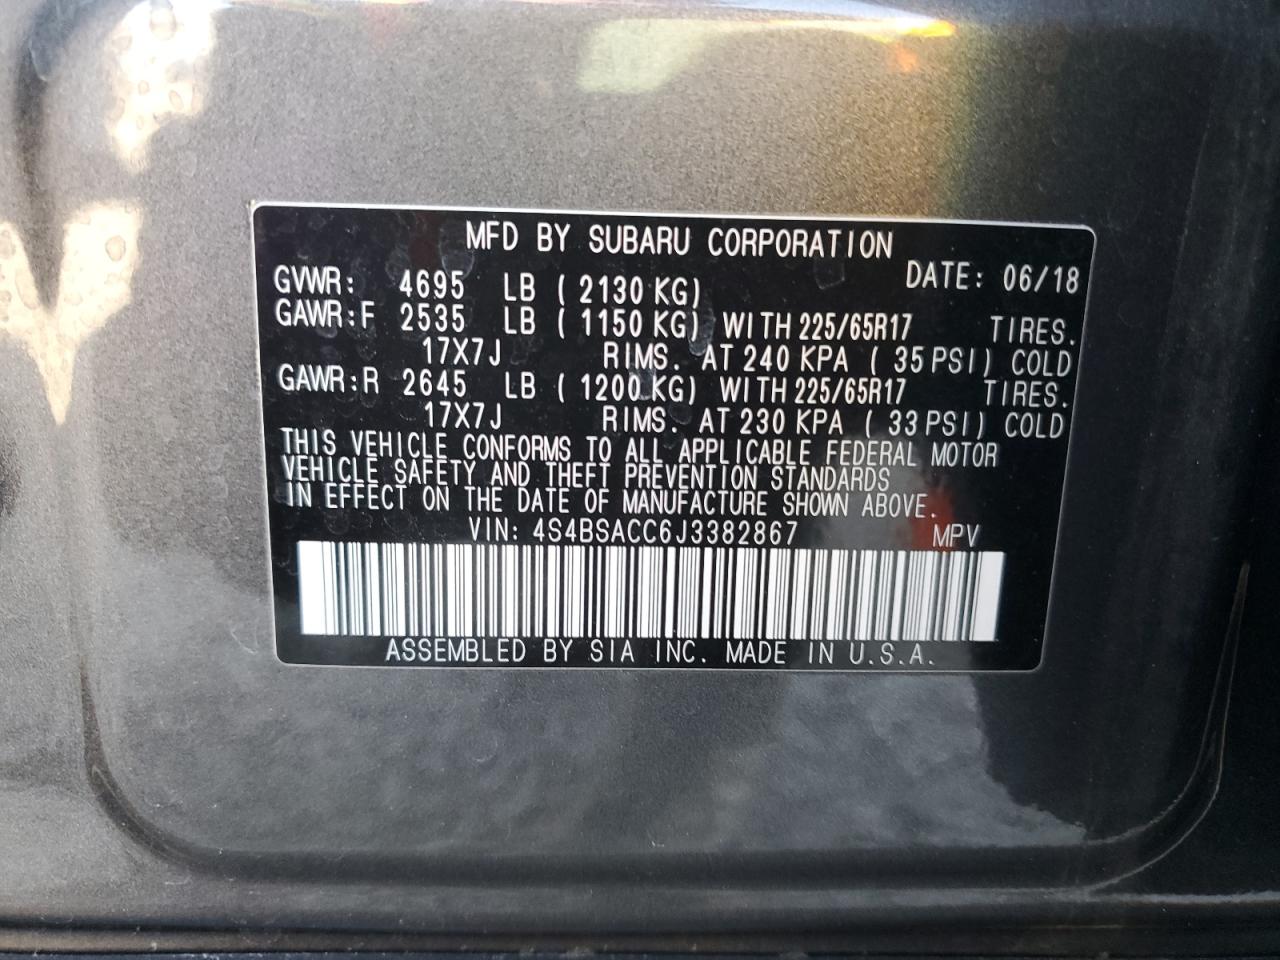 MFD BY SUBARU CORPORATION
DATE: 06/18
GVWR: 4695 LB ( 2130 KG)
GAWR:F 2535 LB ( 1150 KG) WITH 225/65R17 TIRES.
17X7J RIMS. AT 240 KPA ( 35 PSI) COLD
GAWR:R 2645 LB ( 1200 KG) WITH 225/65R17 TIRES.
17X7J RIMS. AT 230 KPA ( 33 PSI) COLD
THIS VEHICLE CONFORMS TO ALL APPLICABLE FEDERAL MOTOR
VEHICLE SAFETY AND THEFT PREVENTION STANDARDS
IN EFFECT ON THE DATE OF MANUFACTURE SHOWN ABOVE.
VIN: 4S4BSACC6J3382867 MPV
ASSEMBLED BY SIA INC. MADE IN U.S.A.